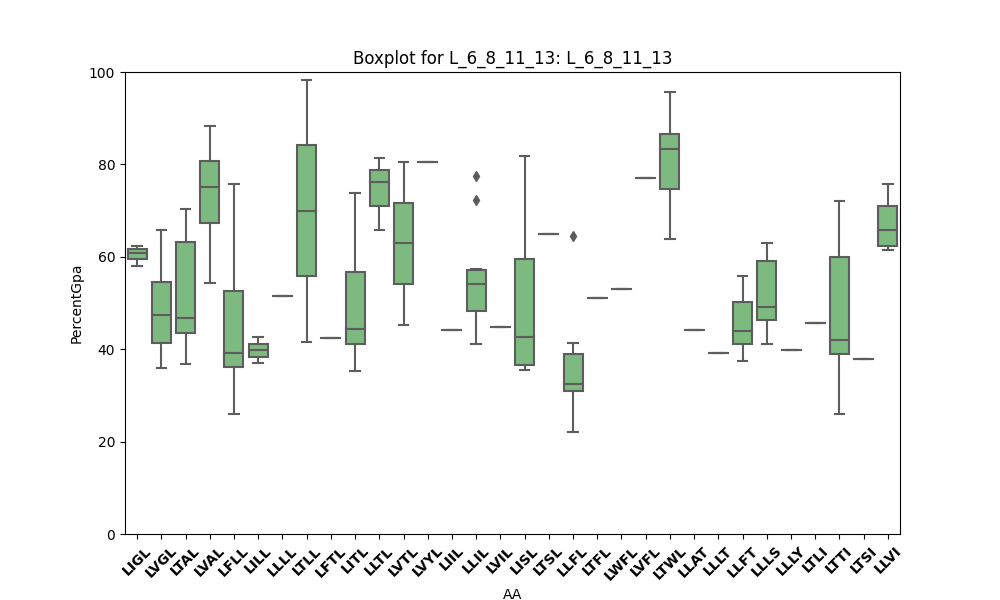 Boxplot for L_6_8_11_13: L_6_8_11_13
100
80
60
40
20
0
PercentGpa
LIGL LVGL LTAL LVAL LFLL LILL LLLL LTLL LFTL LITL LLTL LVTL LVYL LIIL LLIL LVIL LISL LTSL LLFL LTFL LWFL LVFL LTWL LLAT LLLT LLFT LLLS LLLY LTLI LTTI LTSI LLVI
AA